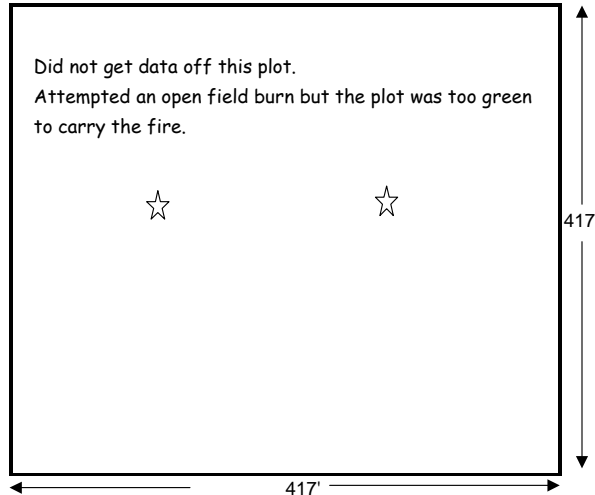 Did not get data off this plot.
Attempted an open field burn but the plot was too green
to carry the fire.
417
417'